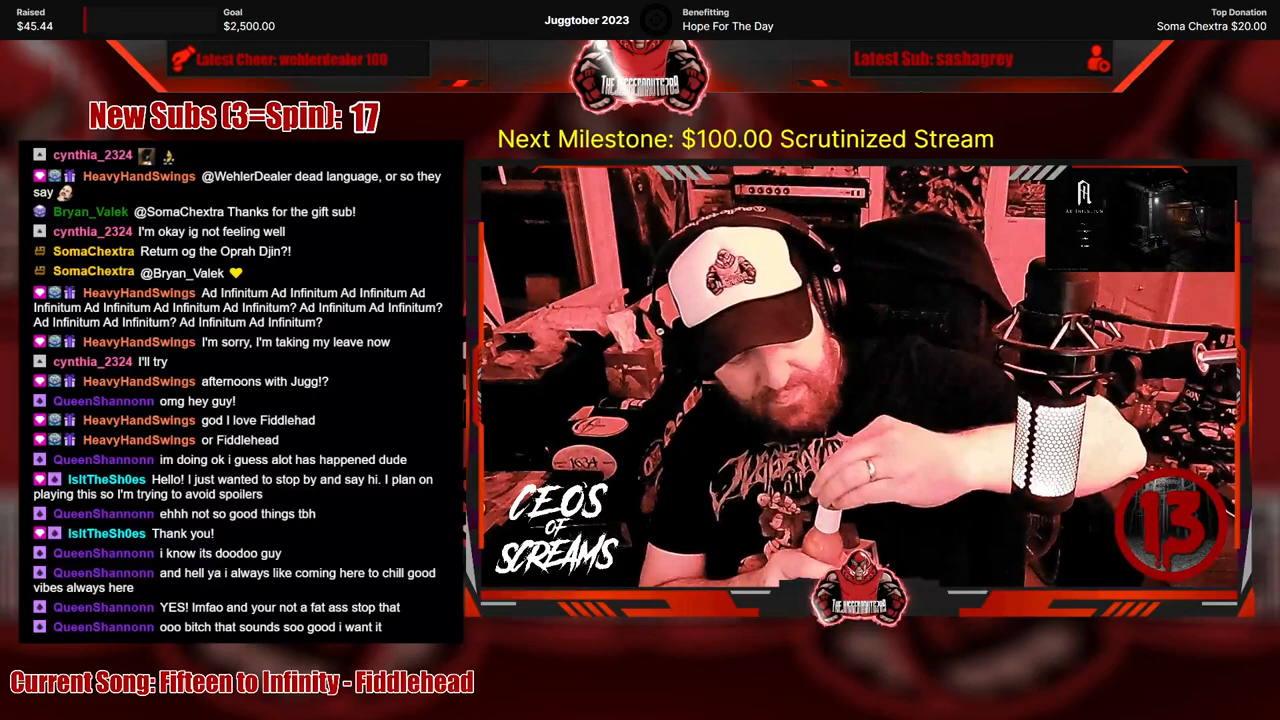 Raised
$45.44
Goal
$2,500.00
Juggtober 2023
Benefitting
Hope For The Day
Top Donation
Soma Chextra $20.00
Latest Cheer: wehlerdealer 100
THEJUGGERNAUT6789
Latest Sub: sashagrey
New Subs (3=Spin): 17
Next Milestone: $100.00 Scrutinized Stream
cynthia_2324
HeavyHandSwings @WehlerDealer dead language, or so they
say
Bryan_Valek @SomaChextra Thanks for the gift sub!
cynthia_2324 I'm okay ig not feeling well
SomaChextra Return og the Oprah Djin?!
SomaChextra @Bryan_Valek
HeavyHandSwings Ad Infinitum Ad Infinitum Ad Infinitum Ad
Infinitum Ad Infinitum Ad Infinitum Ad Infinitum? Ad Infinitum Ad Infinitum?
Ad Infinitum Ad Infinitum? Ad Infinitum Ad Infinitum?
HeavyHandSwings I'm sorry, I'm taking my leave now
cynthia_2324 I'll try
HeavyHandSwings afternoons with Jugg!?
QueenShannonn omg hey guy!
HeavyHandSwings god I love Fiddlehad
HeavyHandSwings or Fiddlehead
QueenShannonn im doing ok i guess alot has happened dude
IsItTheSh0es Hello! I just wanted to stop by and say hi. I plan on
playing this so I'm trying to avoid spoilers
QueenShannonn ehhh not so good things tbh
IsItTheSh0es Thank you!
QueenShannonn i know its doodoo guy
QueenShannonn and hell ya i always like coming here to chill good
vibes always here
QueenShannonn YES! lmfao and your not a fat ass stop that
QueenShannonn ooo bitch that sounds soo good i want it
AD INFINITUM
1634
CEO'S
OF
SCREAMS
13
THEJUGGERNAUT6789
Current Song: Fifteen to Infinity - Fiddlehead